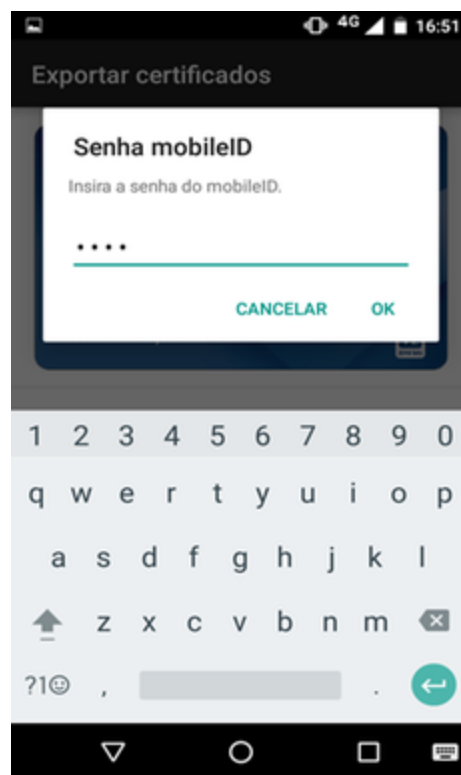 4G 16:51
Exportar certificados
Senha mobileID
Insira a senha do mobileID.
••••
CANCELAR OK
1 2 3 4 5 6 7 8 9 0
q w e r t y u i o p
a s d f g h j k l
z x c v b n m
?1☺ , .